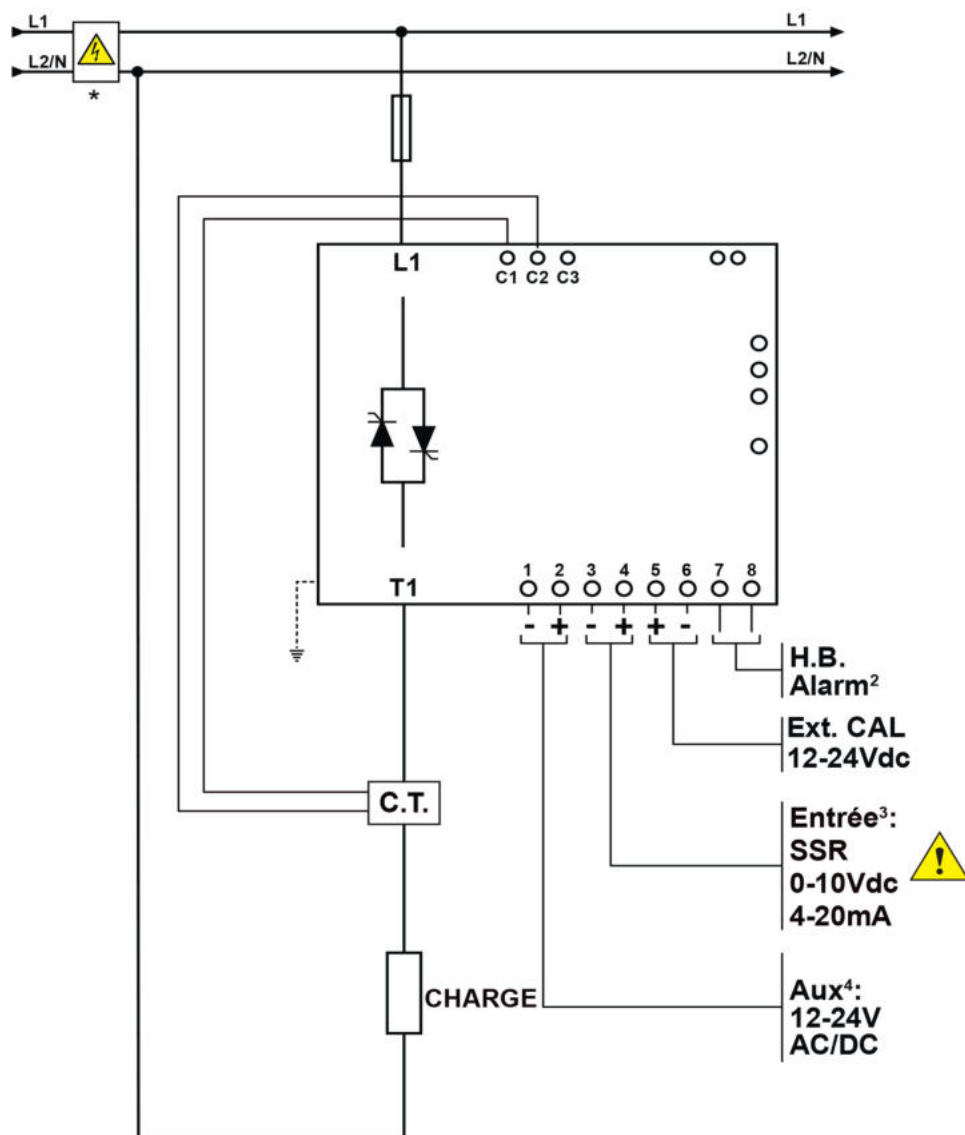 L1 L1
L2/N L2/N
*
L1 C1 C2 C3
T1
1 2 3 4 5 6 7 8
- + - + + -
H.B.
Alarm²
Ext. CAL
12-24Vdc
C.T.
Entrée³:
SSR
0-10Vdc
4-20mA
!
CHARGE
Aux⁴:
12-24V
AC/DC